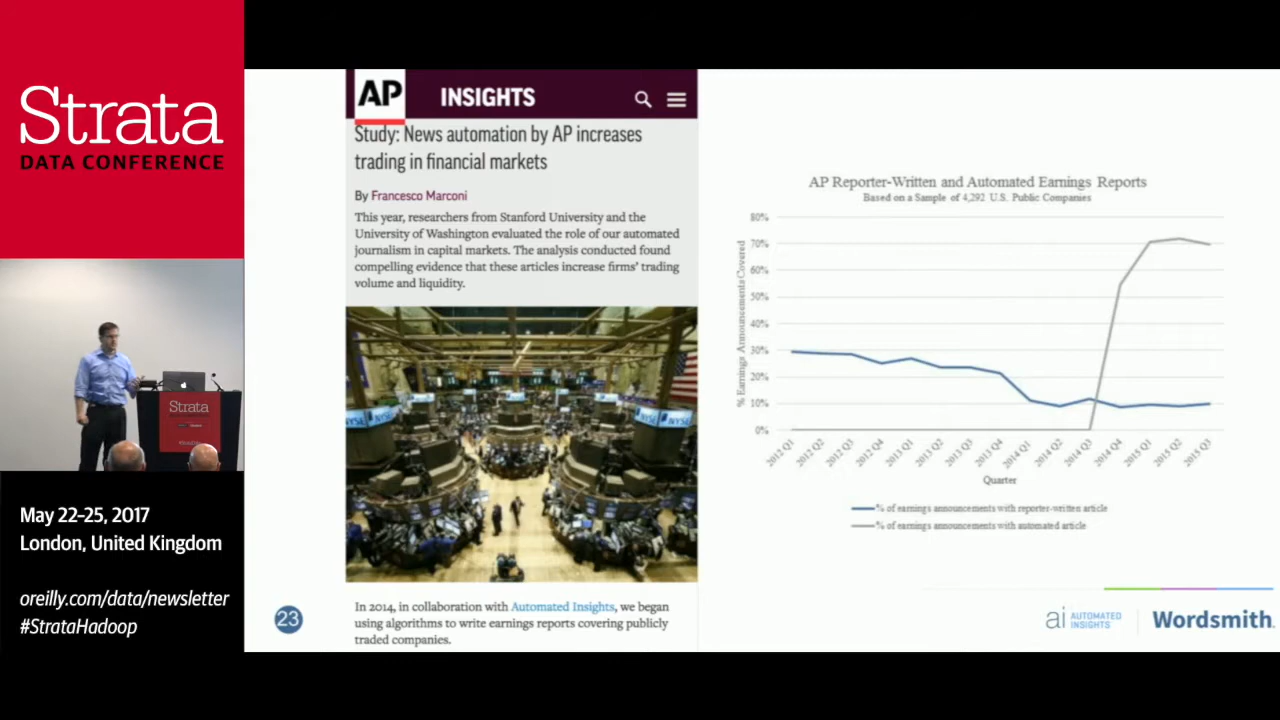 Strata
DATA CONFERENCE
Strata
May 22-25, 2017
London, United Kingdom
oreilly.com/data/newsletter
#StrataHadoop
AP INSIGHTS
Study: News automation by AP increases
trading in financial markets
By Francesco Marconi
This year, researchers from Stanford University and the
University of Washington evaluated the role of our automated
journalism in capital markets. The analysis conducted found
compelling evidence that these articles increase firms' trading
volume and liquidity.
NYSE
In 2014, in collaboration with Automated Insights, we began
using algorithms to write earnings reports covering publicly
traded companies.
23
AP Reporter-Written and Automated Earnings Reports
Based on a Sample of 4,292 U.S. Public Companies
% Earnings Announcements Covered
80%
70%
60%
50%
40%
30%
20%
10%
0%
2012 Q1
2012 Q2
2012 Q3
2012 Q4
2013 Q1
2013 Q2
2013 Q3
2013 Q4
2014 Q1
2014 Q2
2014 Q3
2014 Q4
2015 Q1
2015 Q2
2015 Q3
Quarter
% of earnings announcements with reporter-written article
% of earnings announcements with automated article
ai AUTOMATED
INSIGHTS
Wordsmith.